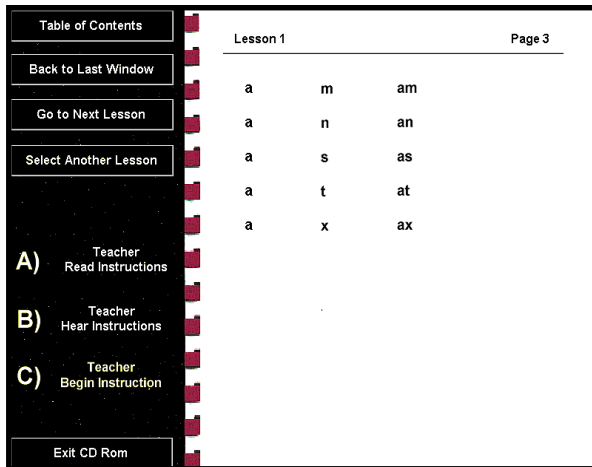 Table of Contents
Back to Last Window
Go to Next Lesson
Select Another Lesson
A) Teacher
Read Instructions
B) Teacher
Hear Instructions
C) Teacher
Begin Instruction
Exit CD Rom
Lesson 1 Page 3
a m am
a n an
a s as
a t at
a x ax